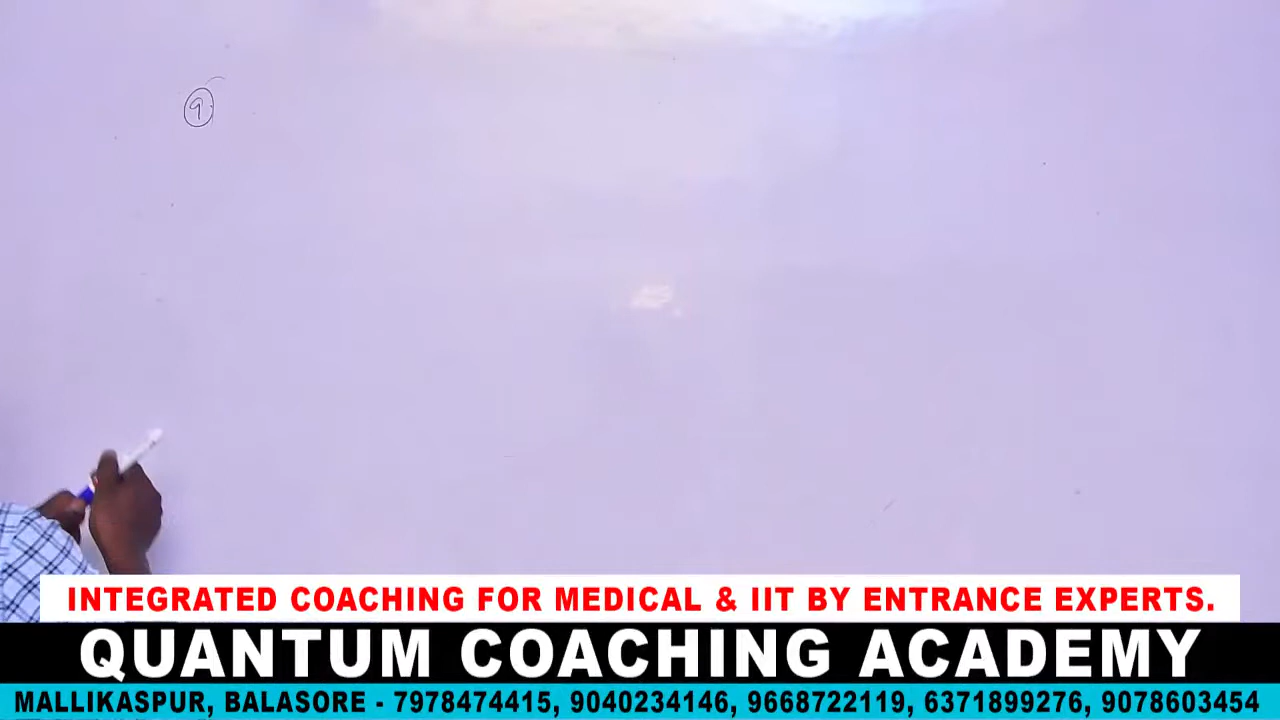 9
INTEGRATED COACHING FOR MEDICAL & IIT BY ENTRANCE EXPERTS.
QUANTUM COACHING ACADEMY
MALLIKASPUR, BALASORE - 7978474415, 9040234146, 9668722119, 6371899276, 9078603454